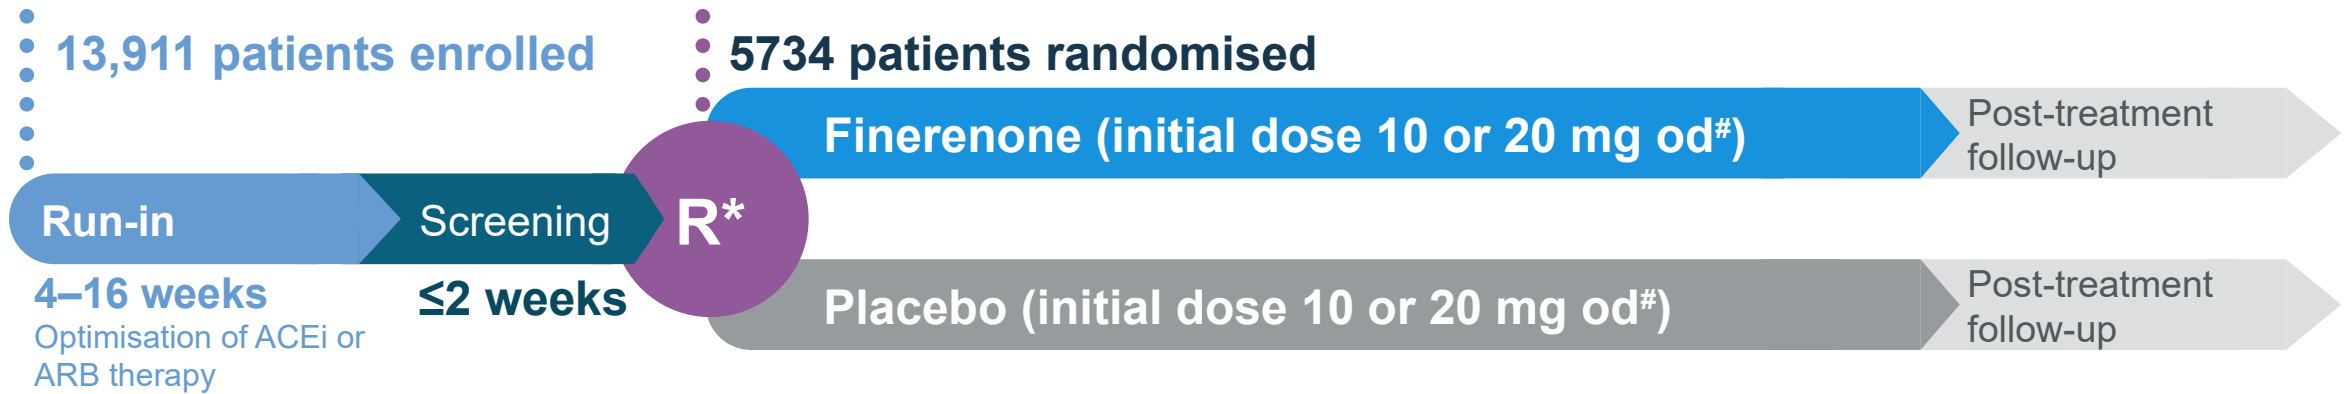 13,911 patients enrolled
5734 patients randomised
Finerenone (initial dose 10 or 20 mg od#)
Post-treatment
follow-up
Run-in
Screening
R*
4–16 weeks
Optimisation of ACEi or
ARB therapy
≤2 weeks
Placebo (initial dose 10 or 20 mg od#)
Post-treatment
follow-up